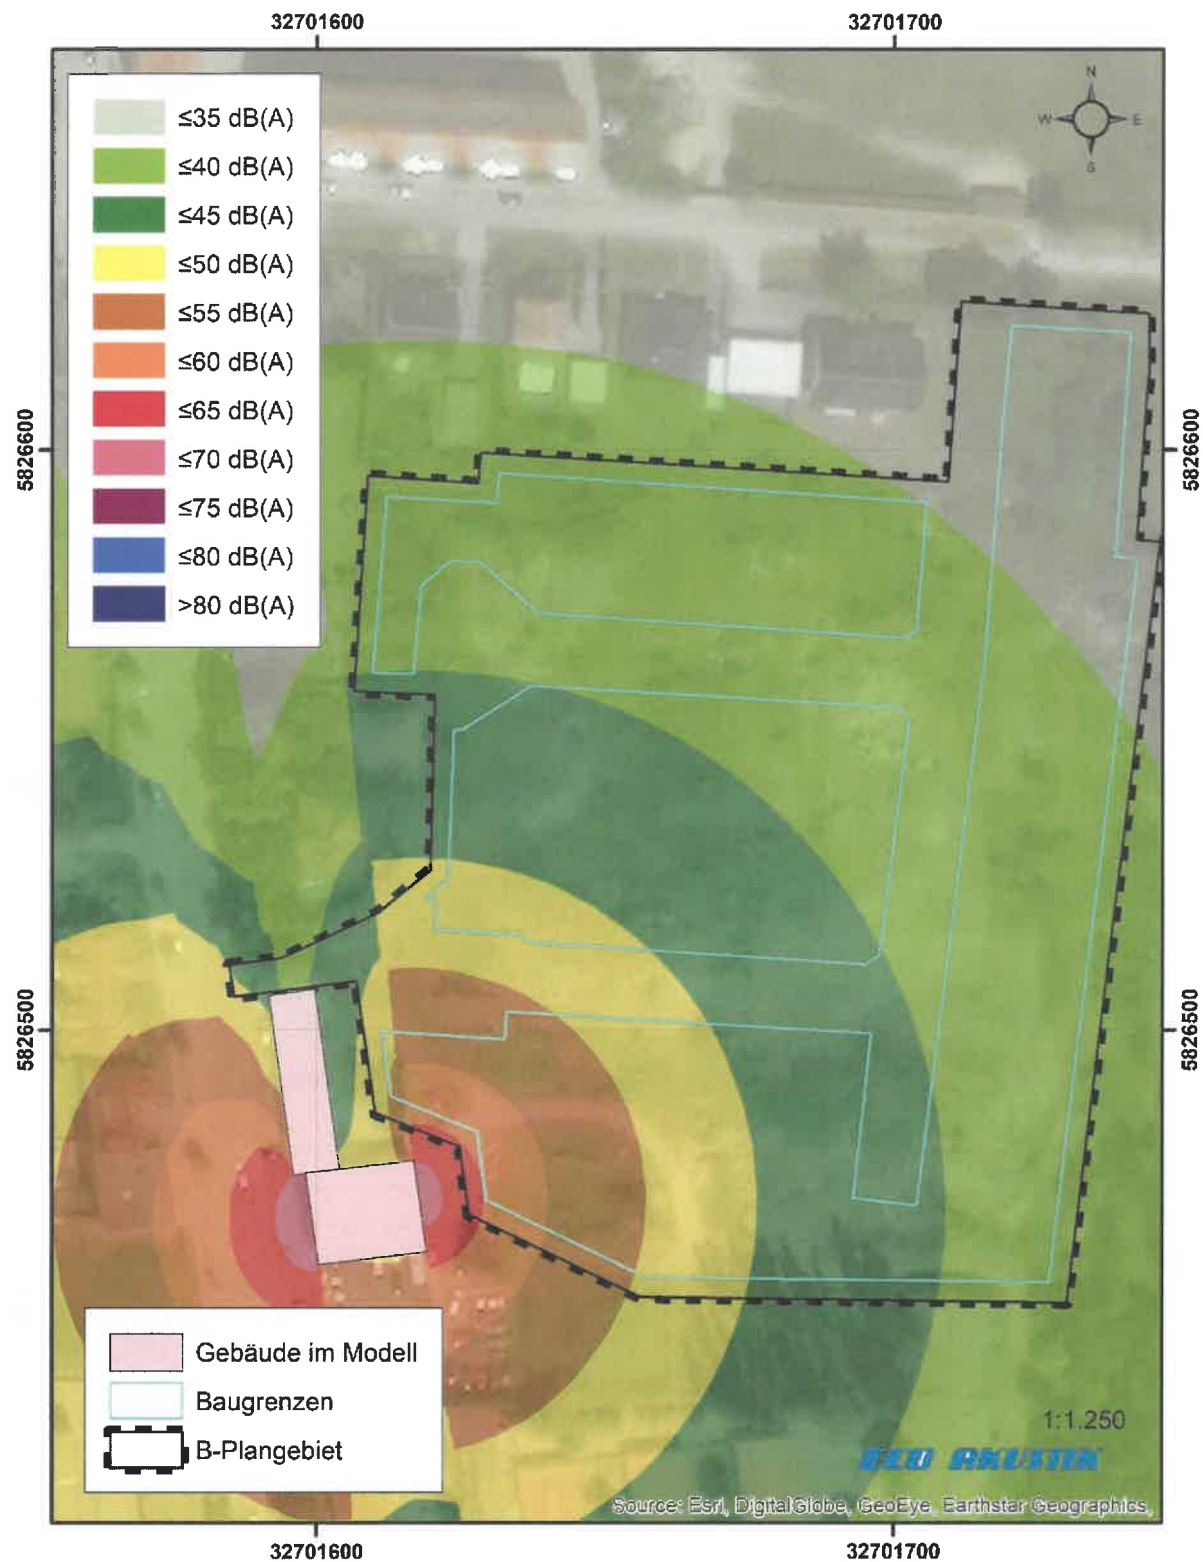 32701600
32701700
N
W
E
S
≤35 dB(A)
≤40 dB(A)
≤45 dB(A)
≤50 dB(A)
≤55 dB(A)
≤60 dB(A)
≤65 dB(A)
≤70 dB(A)
≤75 dB(A)
≤80 dB(A)
>80 dB(A)
5826600
5826600
5826500
5826500
Gebäude im Modell
Baugrenzen
B-Plangebiet
1:1.250
ECO AKUSTIK
Source: Esri, DigitalGlobe, GeoEye, Earthstar Geographics,
32701600
32701700